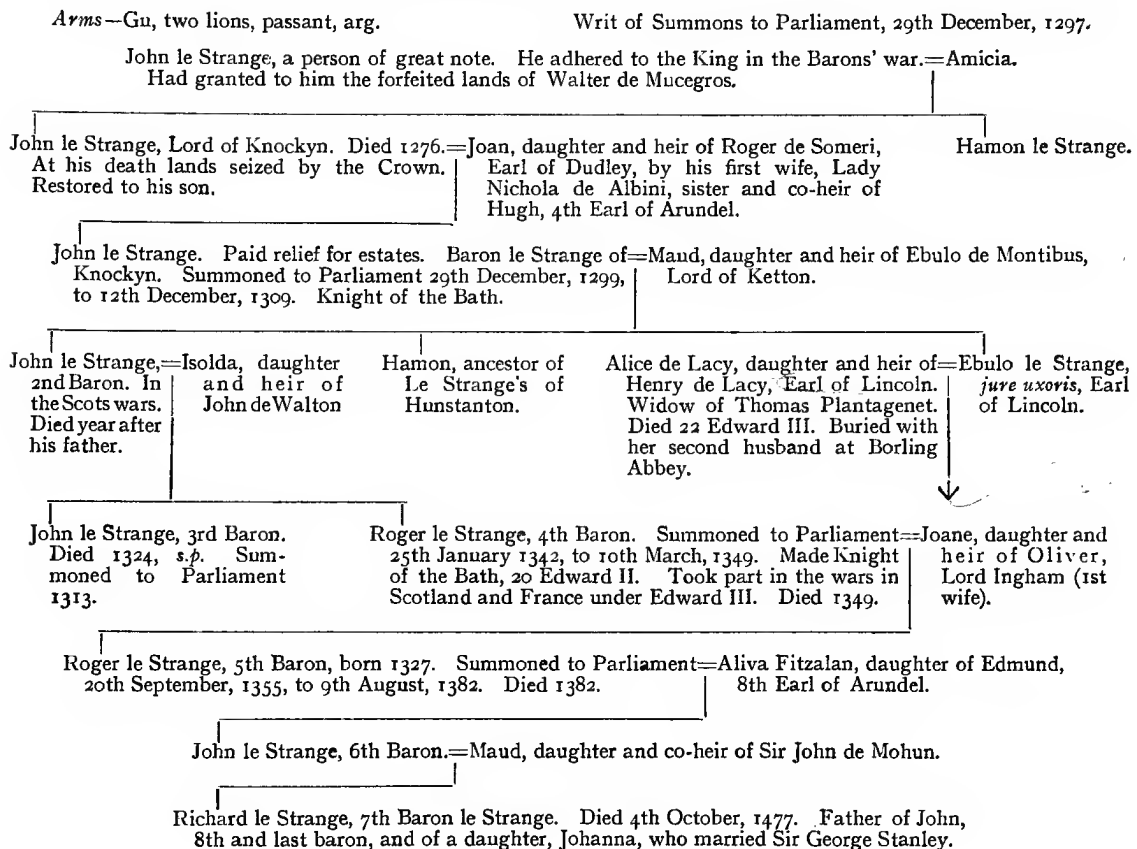 Arms—Gu, two lions, passant, arg. Writ of Summons to Parliament, 29th December, 1297.
John le Strange, a person of great note. He adhered to the King in the Barons' war.=Amicia.
Had granted to him the forfeited lands of Walter de Mucegros.
John le Strange, Lord of Knockyn. Died 1276.=Joan, daughter and heir of Roger de Someri,
At his death lands seized by the Crown.
Restored to his son.
Earl of Dudley, by his first wife, Lady
Nichola de Albini, sister and co-heir of
Hugh, 4th Earl of Arundel.
Hamon le Strange.
John le Strange. Paid relief for estates. Baron le Strange of=Maud, daughter and heir of Ebulo de Montibus,
Knockyn. Summoned to Parliament 29th December, 1299,
to 12th December, 1309. Knight of the Bath.
Lord of Ketton.
John le Strange,=Isolda, daughter
2nd Baron. In
the Scots wars.
Died year after
his father.
and heir of
John de Walton
Hamon, ancestor of
Le Strange's of
Hunstanton.
Alice de Lacy, daughter and heir of=Ebulo le Strange,
Henry de Lacy, Earl of Lincoln.
Widow of Thomas Plantagenet.
Died 22 Edward III. Buried with
her second husband at Borling
Abbey.
jure uxoris, Earl
of Lincoln.
John le Strange, 3rd Baron.
Died 1324, s.p. Sum-
moned to Parliament
1313.
Roger le Strange, 4th Baron. Summoned to Parliament=Joane, daughter and
25th January 1342, to 10th March, 1349. Made Knight
of the Bath, 20 Edward II. Took part in the wars in
Scotland and France under Edward III. Died 1349.
heir of Oliver,
Lord Ingham (1st
wife).
Roger le Strange, 5th Baron, born 1327. Summoned to Parliament=Aliva Fitzalan, daughter of Edmund,
20th September, 1355, to 9th August, 1382. Died 1382.
8th Earl of Arundel.
John le Strange, 6th Baron.=Maud, daughter and co-heir of Sir John de Mohun.
Richard le Strange, 7th Baron le Strange. Died 4th October, 1477. Father of John,
8th and last baron, and of a daughter, Johanna, who married Sir George Stanley.